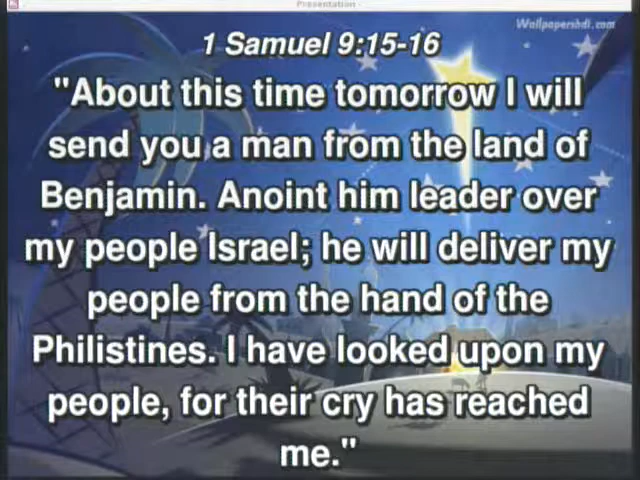 Presentation
Wallpapersbdi.com
1 Samuel 9:15-16
"About this time tomorrow I will
send you a man from the land of
Benjamin. Anoint him leader over
my people Israel; he will deliver my
people from the hand of the
Philistines. I have looked upon my
people, for their cry has reached
me."